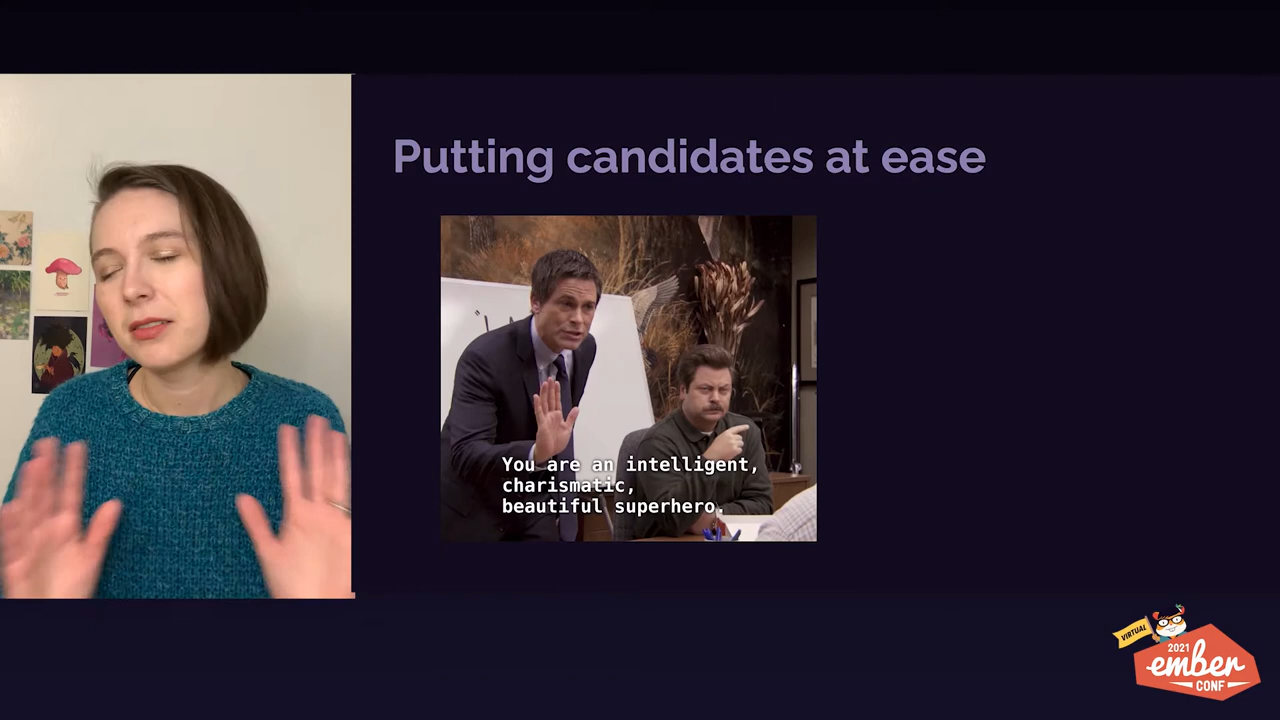 Putting candidates at ease
You are an intelligent,
charismatic,
beautiful superhero.
VIRTUAL
2021
ember
CONF